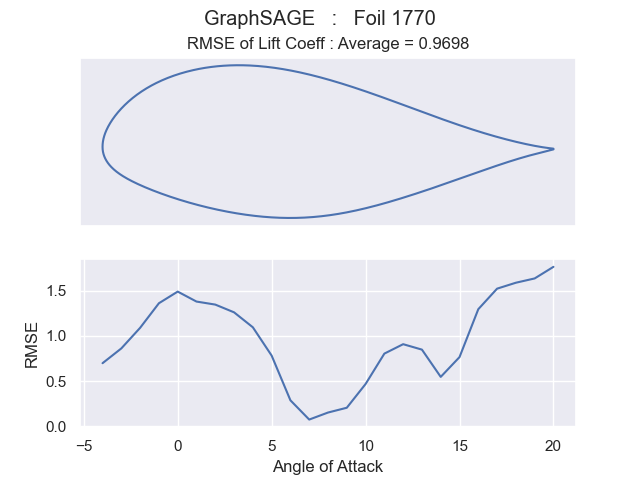 GraphSAGE : Foil 1770
RMSE of Lift Coeff : Average = 0.9698
RMSE
1.5
1.0
0.5
0.0
−5 0 5 10 15 20
Angle of Attack